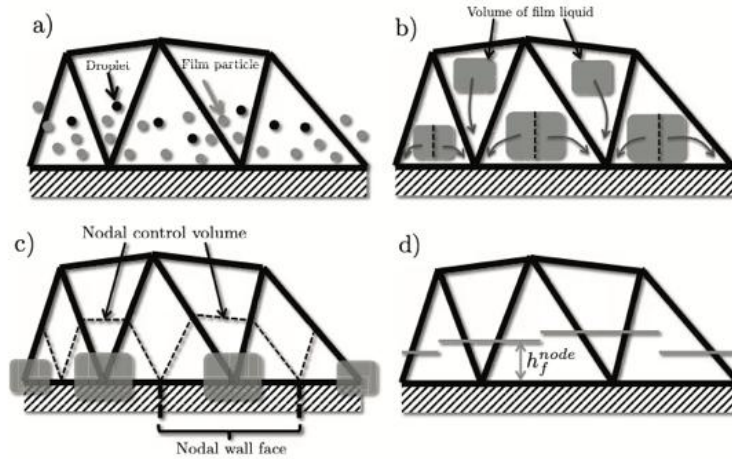 a)
Droplet
Film particle
b)
Volume of film liquid
c)
Nodal control volume
Nodal wall face
d)
h_f^{node}